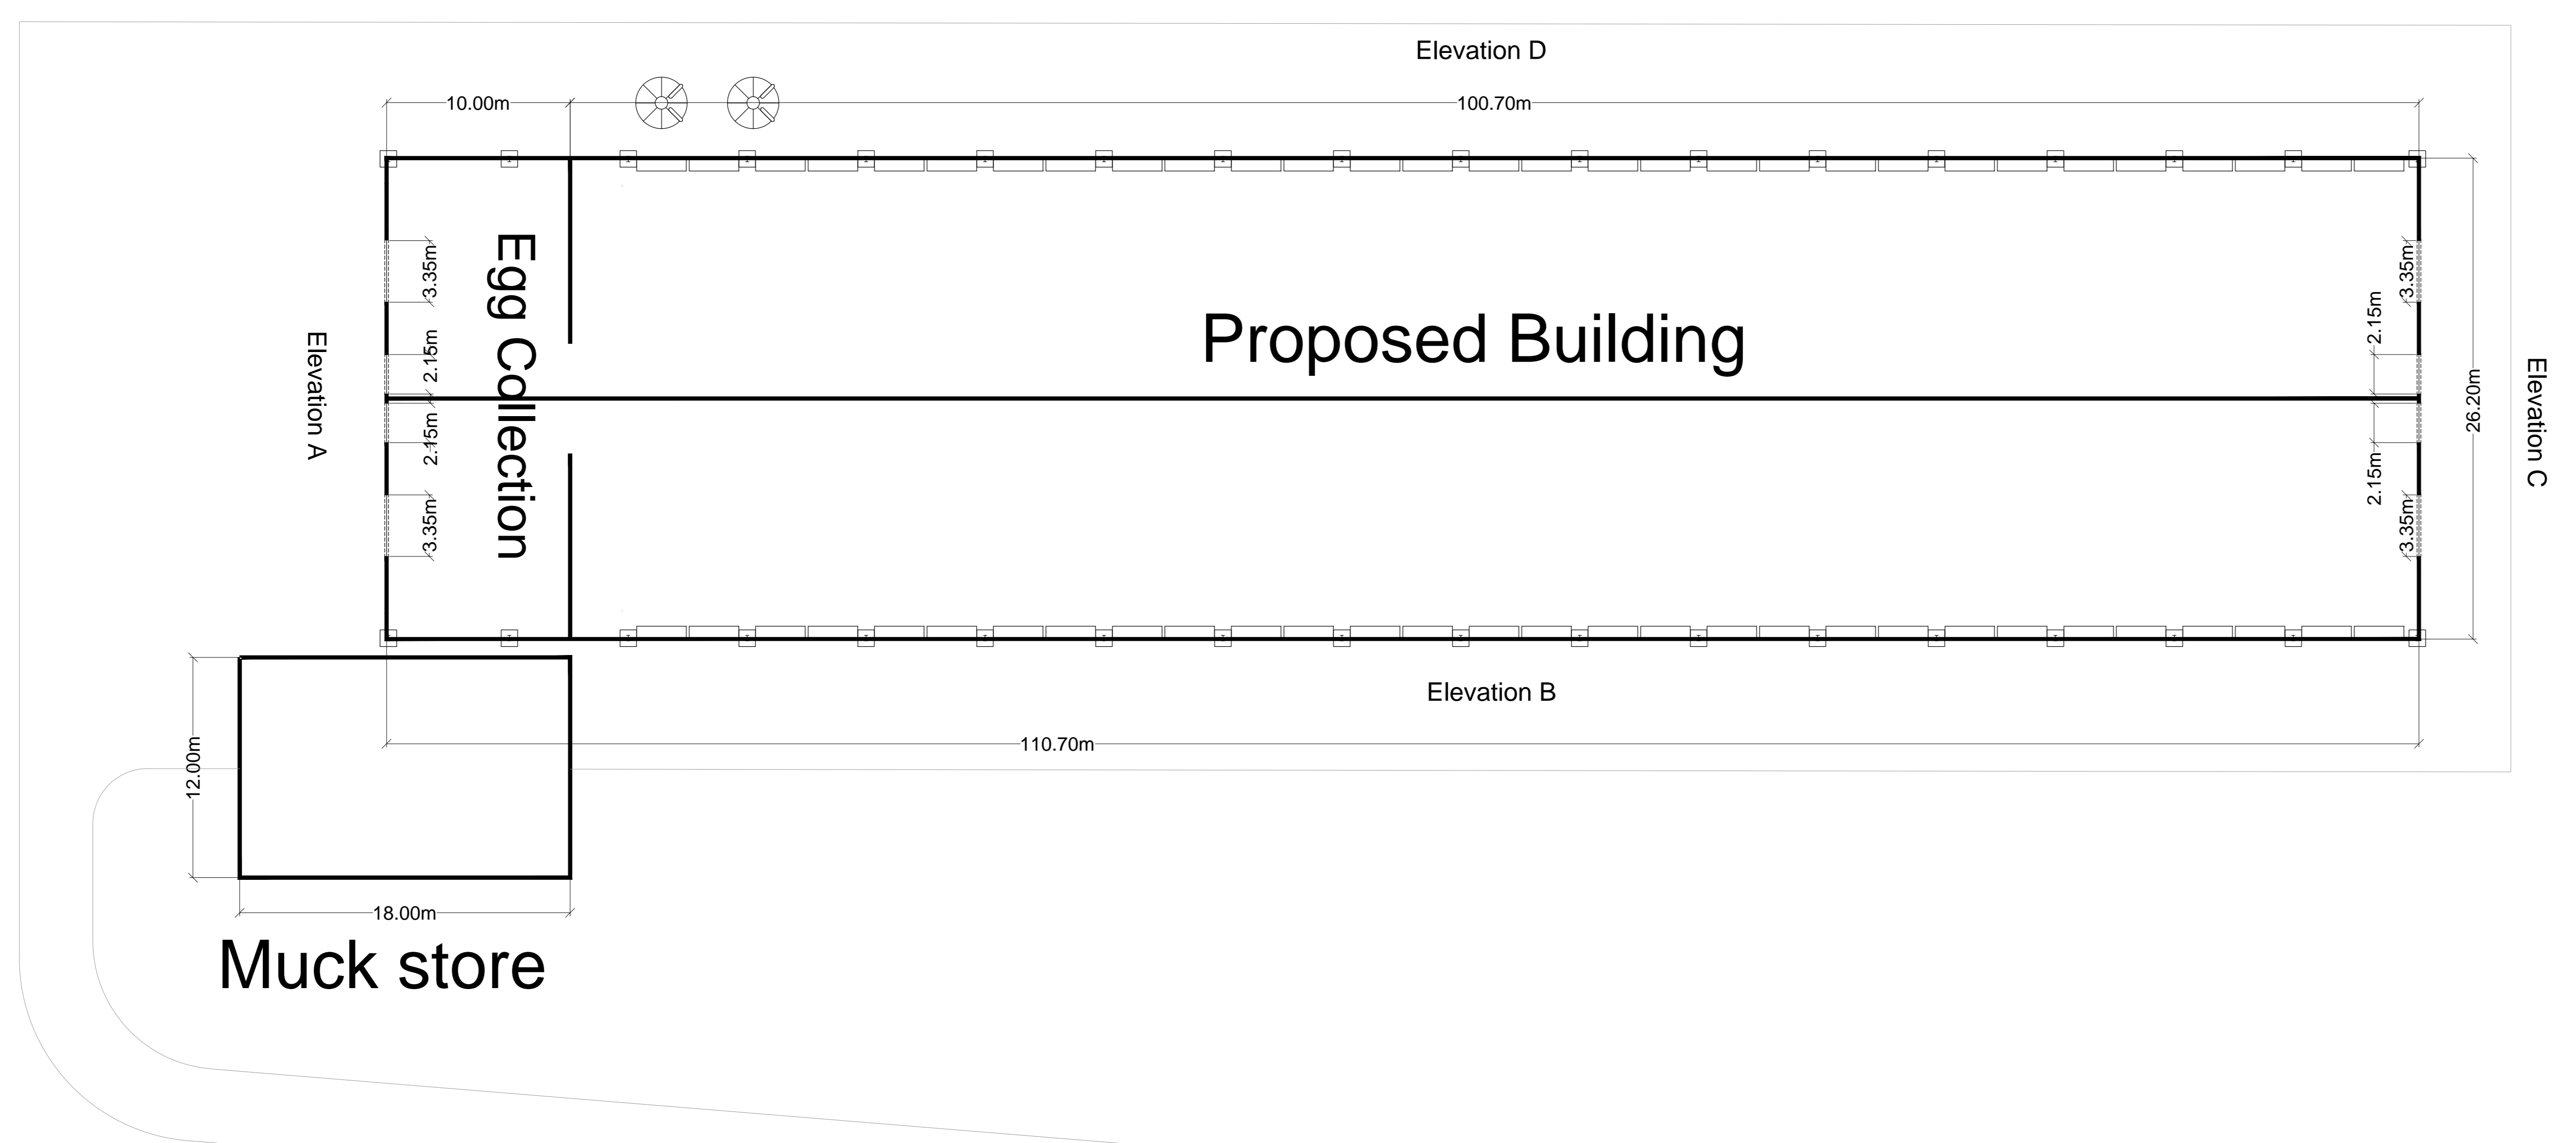 Elevation D
10.00m
100.70m
3.35m
2.15m
2.15m
3.35m
Egg Collection
Elevation A
Proposed Building
3.35m
2.15m
2.15m
3.35m
26.20m
Elevation C
Elevation B
110.70m
12.00m
18.00m
Muck store